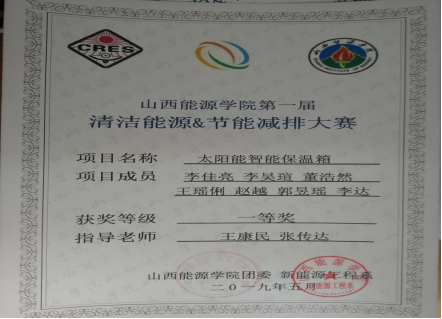 CRES
山西能源学院第一届
清洁能源&节能减排大赛
项目名称 太阳能智能保温箱
项目成员 李佳亮 李昊瑄 董浩然
王瑶俐 赵越 郭昱瑶 李达
获奖等级 一等奖
指导老师 王康民 张传达
山西能源学院团委 新能源工程系
二〇一九年五月